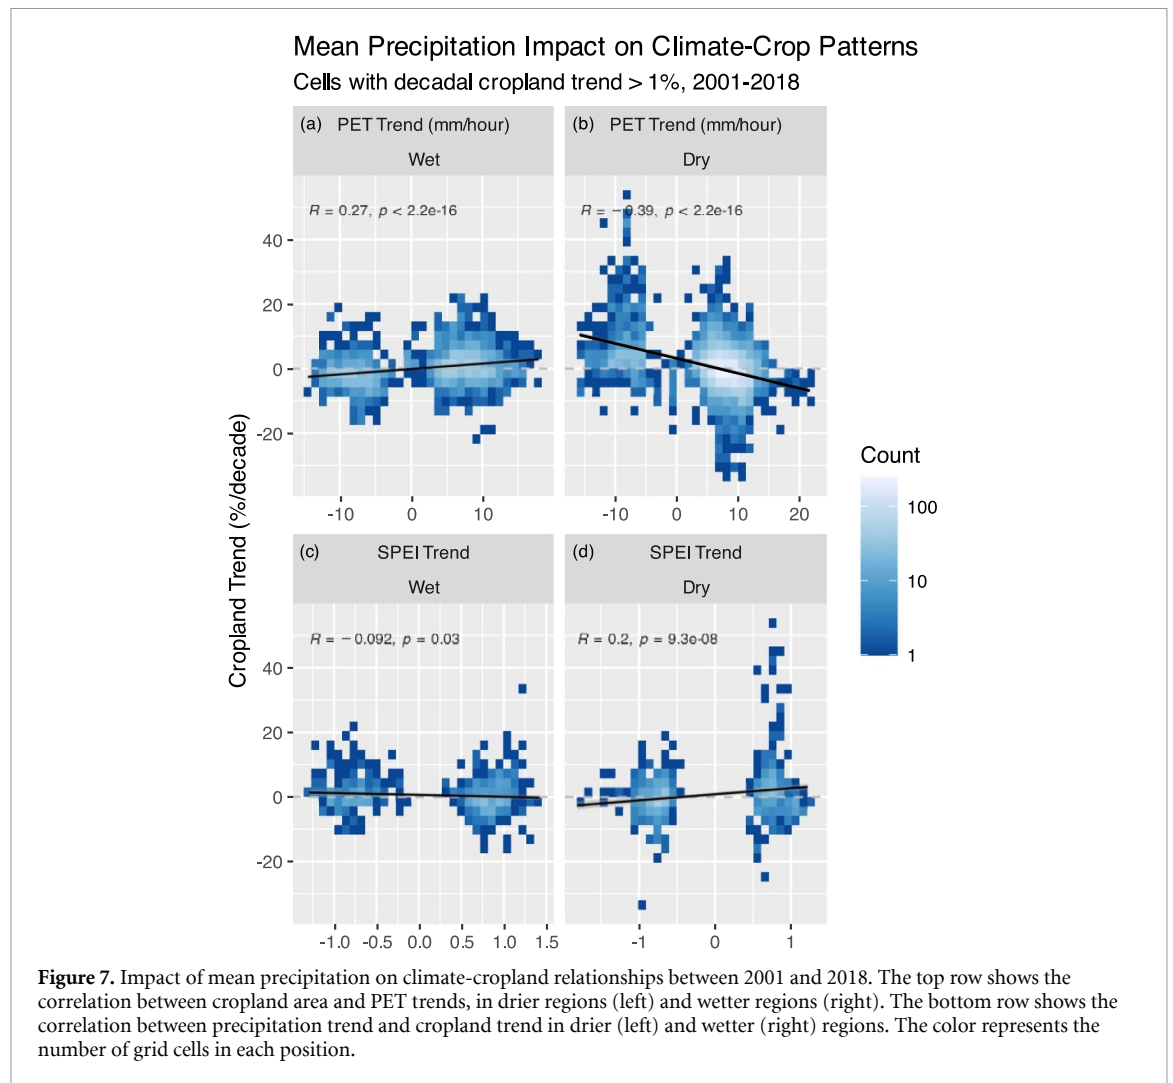 Mean Precipitation Impact on Climate-Crop Patterns
Cells with decadal cropland trend > 1%, 2001-2018
(a) PET Trend (mm/hour)
Wet
(b) PET Trend (mm/hour)
Dry
R = 0.27, p < 2.2e-16
R = −0.39, p < 2.2e-16
40
20
0
-20
-10 0 10
-10 0 10 20
Cropland Trend (%/decade)
(c) SPEI Trend
Wet
(d) SPEI Trend
Dry
R = −0.092, p = 0.03
R = 0.2, p = 9.3e-08
40
20
0
-20
-1.0 -0.5 0.0 0.5 1.0 1.5
-1 0 1
Count
100
10
1
Figure 7. Impact of mean precipitation on climate-cropland relationships between 2001 and 2018. The top row shows the
correlation between cropland area and PET trends, in drier regions (left) and wetter regions (right). The bottom row shows the
correlation between precipitation trend and cropland trend in drier (left) and wetter (right) regions. The color represents the
number of grid cells in each position.